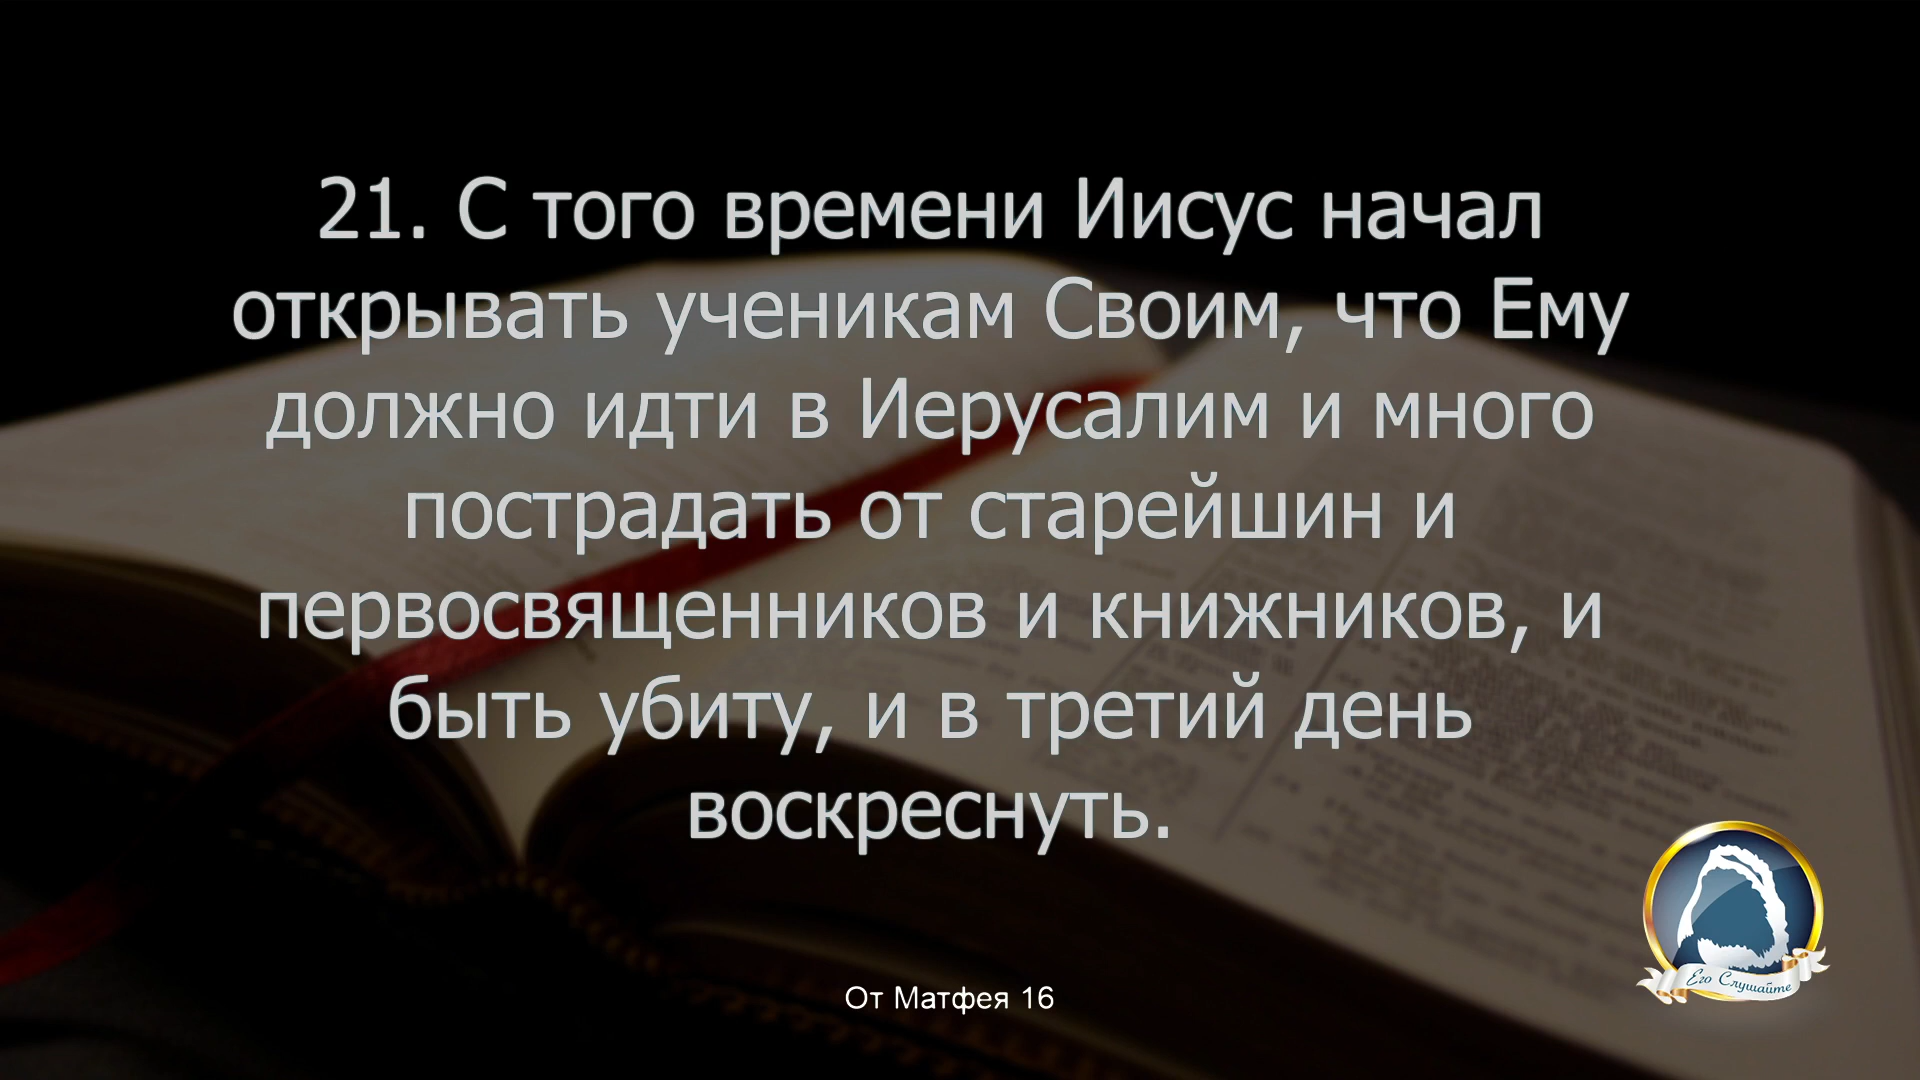 21. С того времени Иисус начал
открывать ученикам Своим, что Ему
должно идти в Иерусалим и много
пострадать от старейшин и
первосвященников и книжников, и
быть убиту, и в третий день
воскреснуть.
От Матфея 16
Его Слушайте